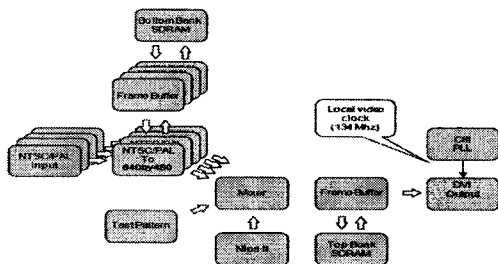 Bottom Bank
SDRAM
Frame Buffer
NTSC/PAL
Input
NTSC/PAL
To
640by480
Local video
clock
(134 Mhz)
PLL
Mixer
Frame Buffer
DVI
Output
Test Pattern
Nios II
Top Bank
SDRAM